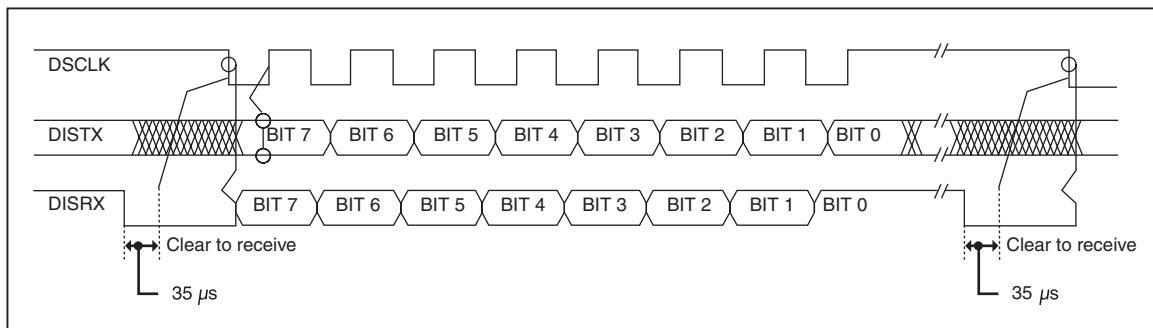 DSCLK
DISTX BIT 7 BIT 6 BIT 5 BIT 4 BIT 3 BIT 2 BIT 1 BIT 0
DISRX BIT 7 BIT 6 BIT 5 BIT 4 BIT 3 BIT 2 BIT 1 BIT 0
Clear to receive Clear to receive
35 µs 35 µs